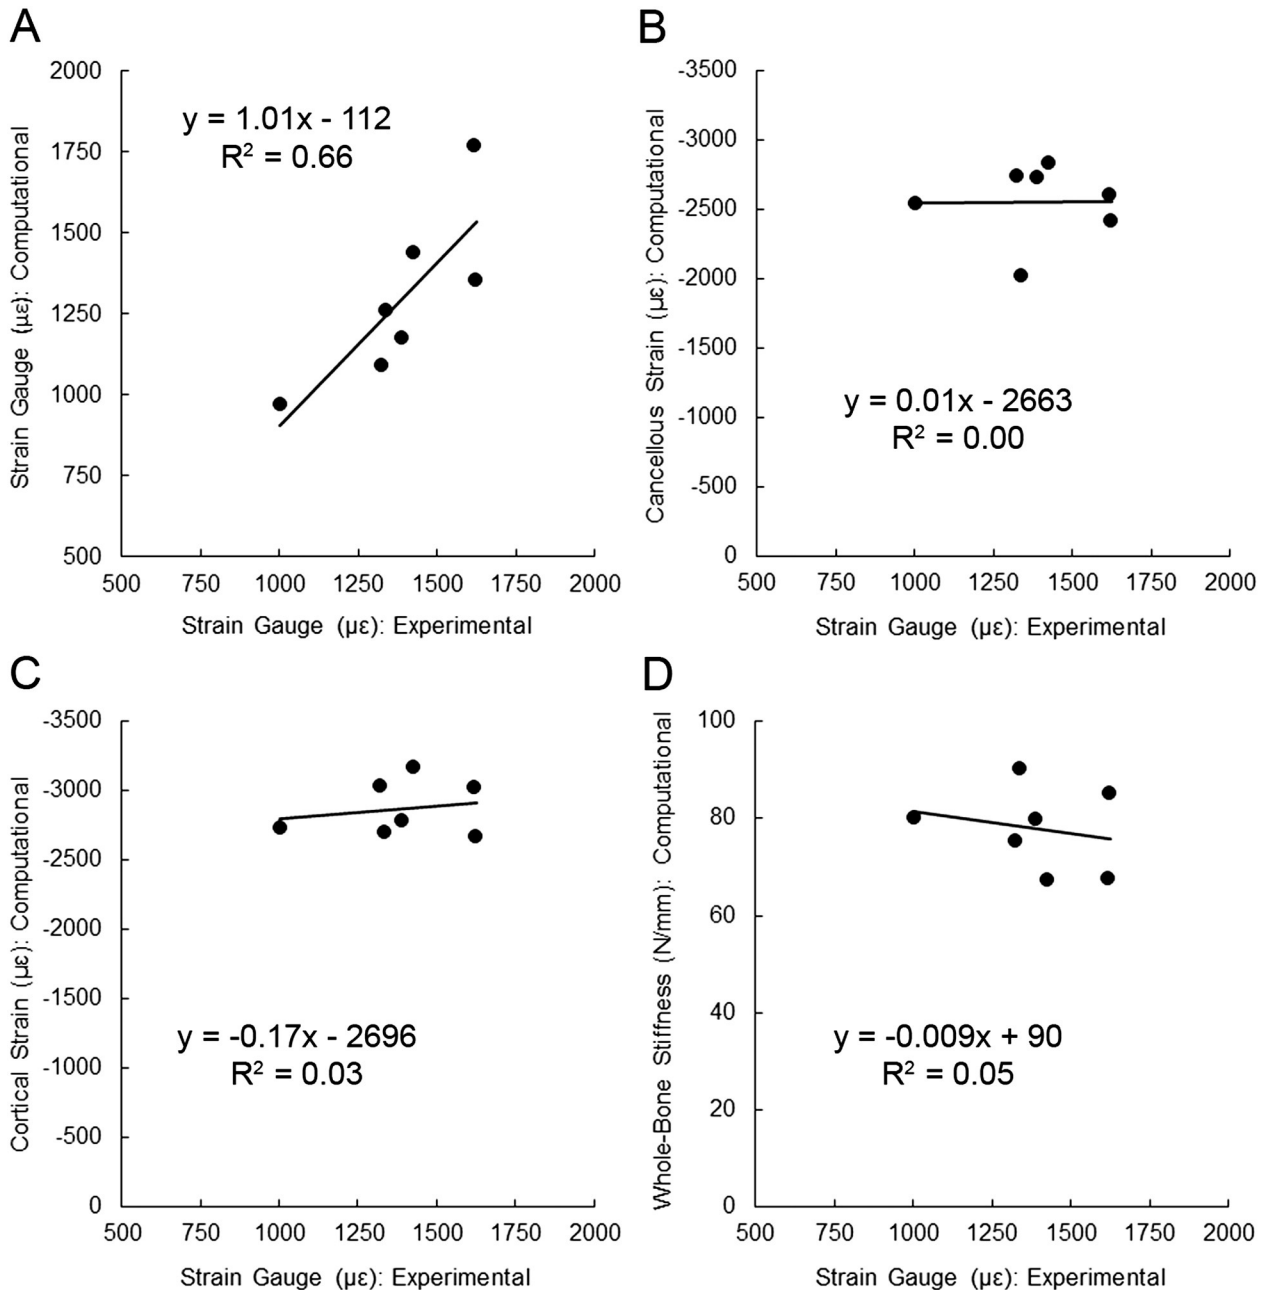 A
Strain Gauge (με): Computational
2000
1750
1500
1250
1000
750
500
y = 1.01x - 112
R² = 0.66
500 750 1000 1250 1500 1750 2000
Strain Gauge (με): Experimental
B
Cancellous Strain (με): Computational
-3500
-3000
-2500
-2000
-1500
-1000
-500
0
y = 0.01x - 2663
R² = 0.00
500 750 1000 1250 1500 1750 2000
Strain Gauge (με): Experimental
C
Cortical Strain (με): Computational
-3500
-3000
-2500
-2000
-1500
-1000
-500
0
y = -0.17x - 2696
R² = 0.03
500 750 1000 1250 1500 1750 2000
Strain Gauge (με): Experimental
D
Whole-Bone Stiffness (N/mm): Computational
100
80
60
40
20
0
y = -0.009x + 90
R² = 0.05
500 750 1000 1250 1500 1750 2000
Strain Gauge (με): Experimental